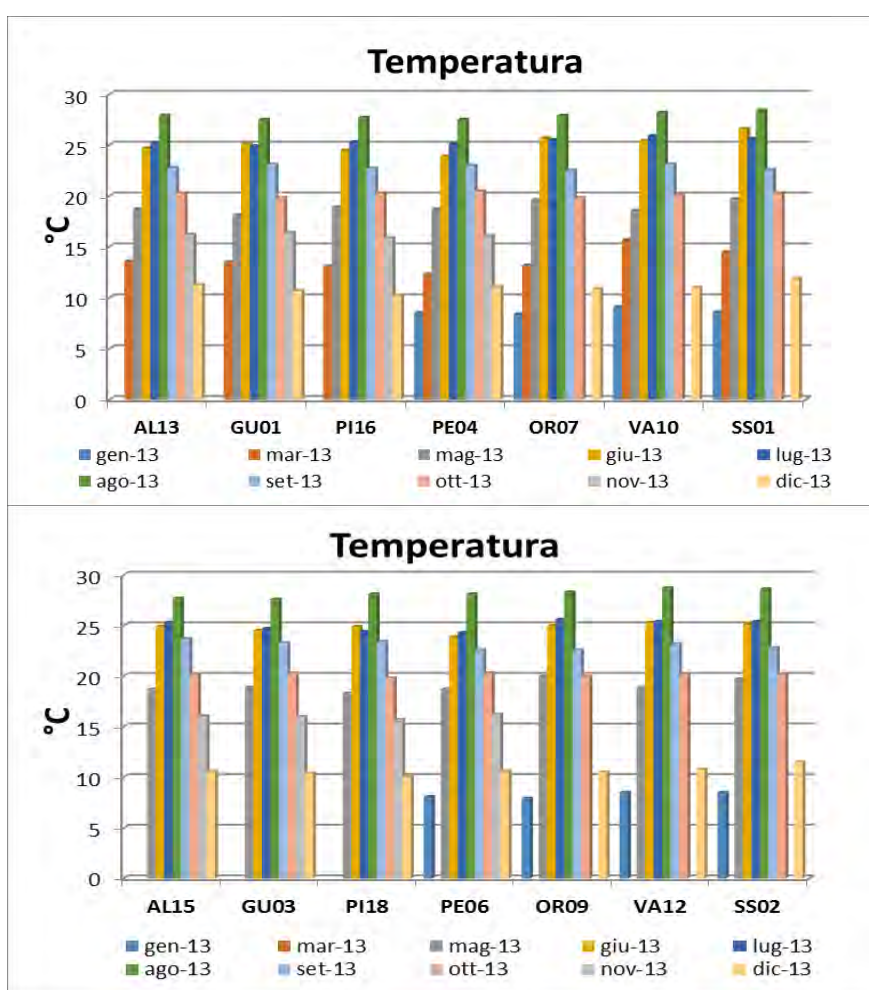 Temperatura
30
25
20
15
10
5
0
°C
AL13 GU01 PI16 PE04 OR07 VA10 SS01
gen-13 mar-13 mag-13 giu-13 lug-13
ago-13 set-13 ott-13 nov-13 dic-13
Temperatura
30
25
20
15
10
5
0
°C
AL15 GU03 PI18 PE06 OR09 VA12 SS02
gen-13 mar-13 mag-13 giu-13 lug-13
ago-13 set-13 ott-13 nov-13 dic-13